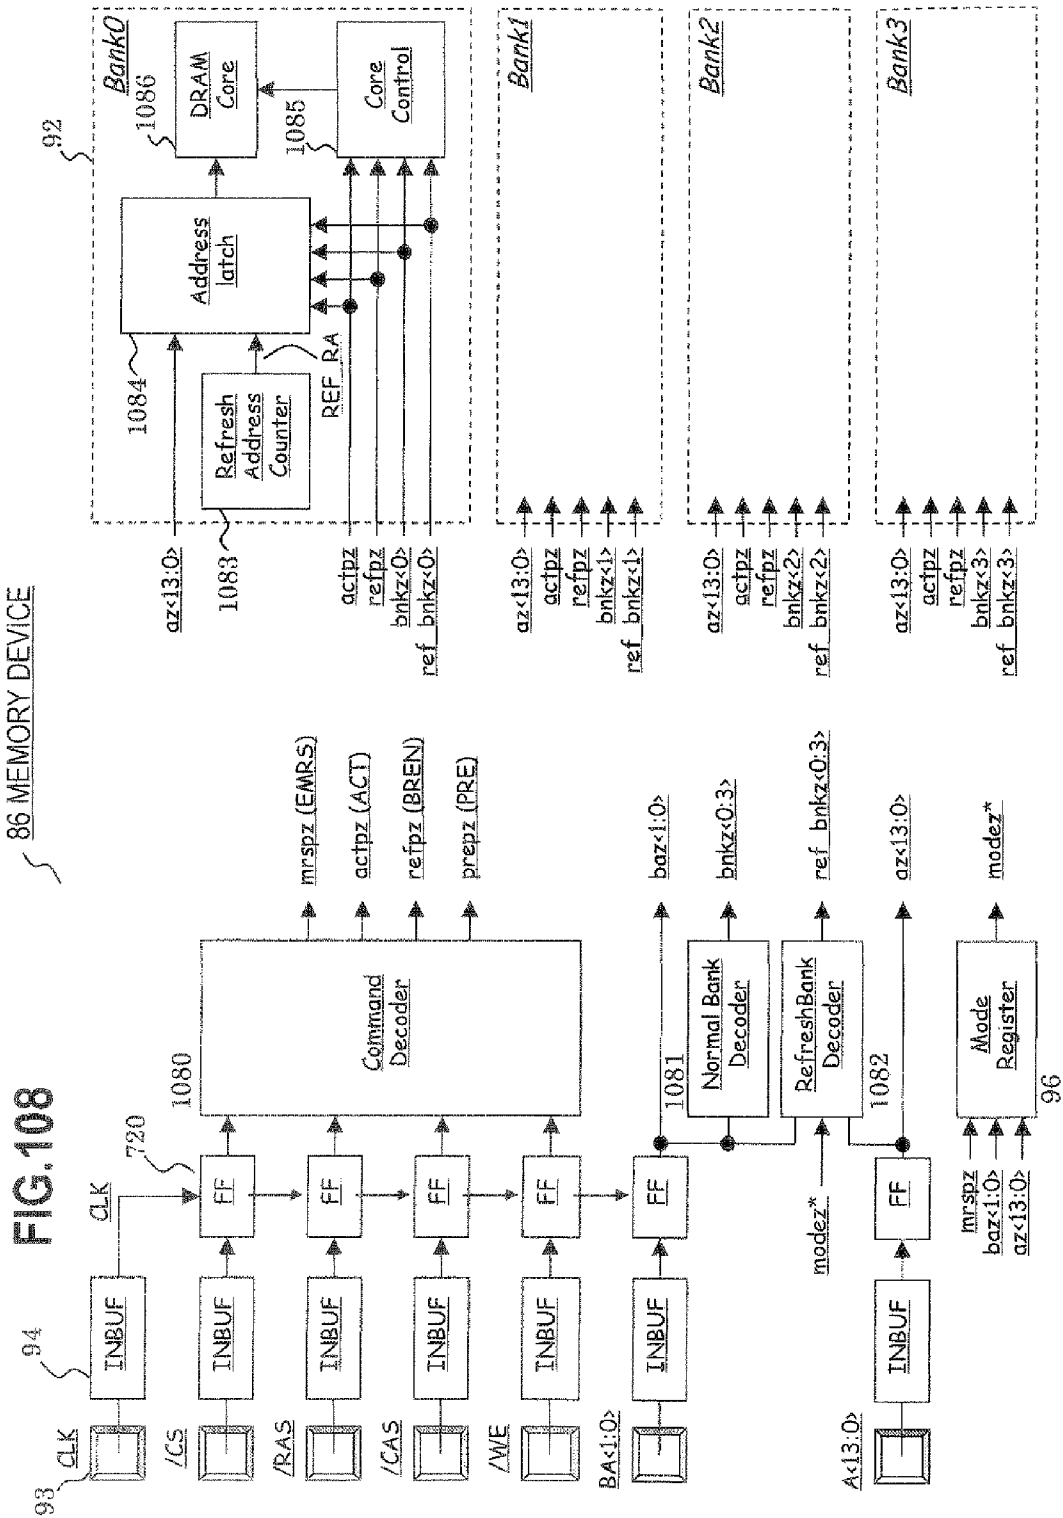 FIG.108
86 MEMORY DEVICE
93
CLK
94
INBUF
CLK
720
/CS
INBUF
FF
/RAS
INBUF
FF
/CAS
INBUF
FF
/WE
INBUF
FF
1080
Command
Decoder
mrspz (EMRS)
actpz (ACT)
refpz (BREN)
prepz (PRE)
BA<1:0>
INBUF
FF
baz<1:0>
1081
Normal Bank
Decoder
bnkz<0:3>
RefreshBank
Decoder
1082
ref_bnkz<0:3>
modez*
A<13:0>
INBUF
FF
az<13:0>
mrspz
baz<1:0>
az<13:0>
Mode
Register
96
modez*
92
Bank0
az<13:0>
1083
Refresh
Address
Counter
1084
Address
latch
REF_RA
1086
DRAM
Core
1085
Core
Control
actpz
refpz
bnkz<0>
ref_bnkz<0>
Bank1
az<13:0>
actpz
refpz
bnkz<1>
ref_bnkz<1>
Bank2
az<13:0>
actpz
refpz
bnkz<2>
ref_bnkz<2>
Bank3
az<13:0>
actpz
refpz
bnkz<3>
ref_bnkz<3>